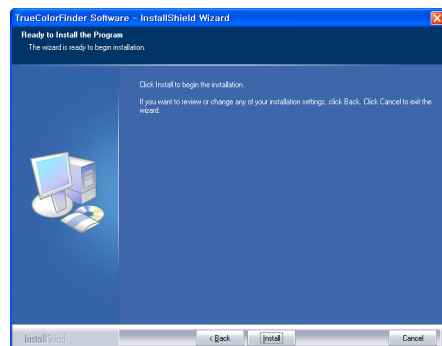 TrueColorFinder Software - InstallShield Wizard
Ready to Install the Program
The wizard is ready to begin installation.
Click Install to begin the installation.
If you want to review or change any of your installation settings, click Back. Click Cancel to exit the
wizard.
InstallShield
< Back
Install
Cancel